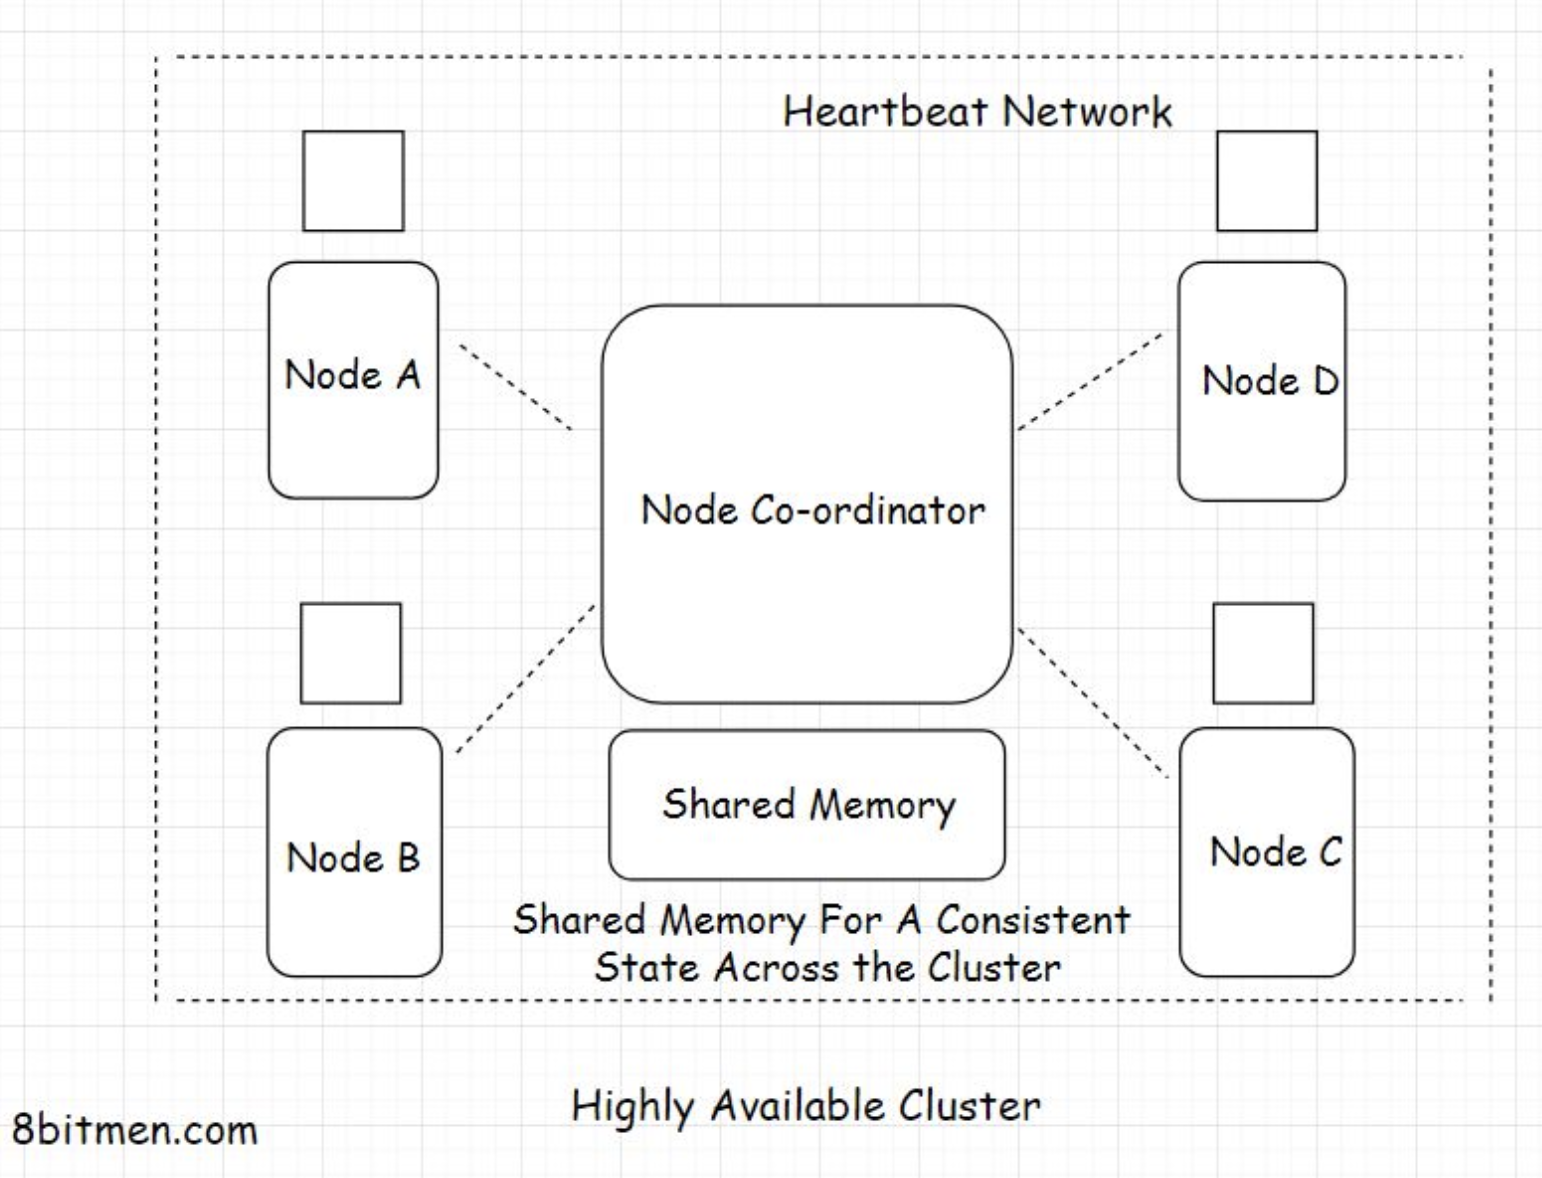 Heartbeat Network
Node A
Node D
Node Co-ordinator
Shared Memory
Node B
Node C
Shared Memory For A Consistent
State Across the Cluster
Highly Available Cluster
8bitmen.com